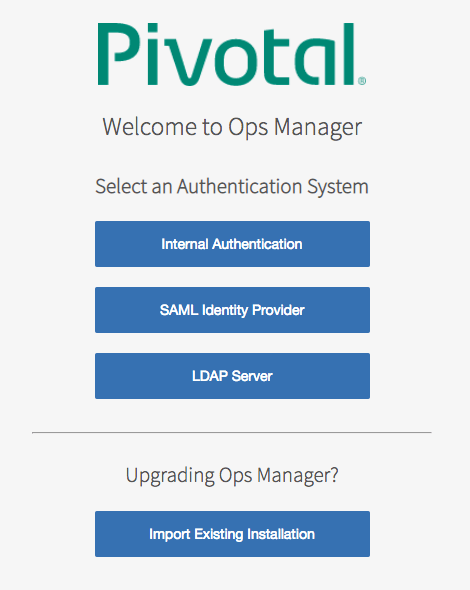 Pivotal®
Welcome to Ops Manager
Select an Authentication System
Internal Authentication
SAML Identity Provider
LDAP Server
Upgrading Ops Manager?
Import Existing Installation